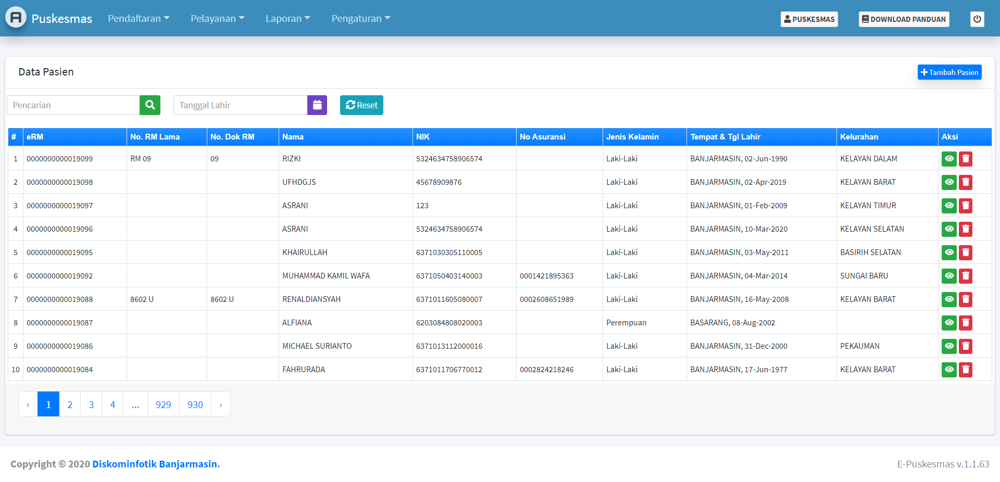 Puskesmas Pendaftaran Pelayanan Laporan Pengaturan PUSKESMAS DOWNLOAD PANDUAN
Data Pasien Tambah Pasien
Pencarian Tanggal Lahir Reset
# eRM No. RM Lama No. Dok RM Nama NIK No Asuransi Jenis Kelamin Tempat & Tgl Lahir Kelurahan Aksi
1 0000000000019099 RM 09 09 RIZKI 5324634758906574 Laki-Laki BANJARMASIN, 02-Jun-1990 KELAYAN DALAM
2 0000000000019098 UFHDGJS 45678909876 Laki-Laki BANJARMASIN, 02-Apr-2019 KELAYAN BARAT
3 0000000000019097 ASRANI 123 Laki-Laki BANJARMASIN, 01-Feb-2009 KELAYAN TIMUR
4 0000000000019096 ASRANI 5324634758906574 Laki-Laki BANJARMASIN, 10-Mar-2020 KELAYAN SELATAN
5 0000000000019095 KHAIRULLAH 6371030305110005 Laki-Laki BANJARMASIN, 03-May-2011 BASIRIH SELATAN
6 0000000000019092 MUHAMMAD KAMIL WAFA 6371050403140003 0001421895363 Laki-Laki BANJARMASIN, 04-Mar-2014 SUNGAI BARU
7 0000000000019088 8602 U 8602 U RENALDIANSYAH 6371011605080007 0002608651989 Laki-Laki BANJARMASIN, 16-May-2008 KELAYAN BARAT
8 0000000000019087 ALFIANA 6203084808020003 Perempuan BASARANG, 08-Aug-2002
9 0000000000019086 MICHAEL SURIANTO 6371013112000016 Laki-Laki BANJARMASIN, 31-Dec-2000 PEKAUMAN
10 0000000000019084 FAHRURADA 6371011706770012 0002824218246 Laki-Laki BANJARMASIN, 17-Jun-1977 KELAYAN BARAT
‹ 1 2 3 4 ... 929 930 ›
Copyright © 2020 Diskominfotik Banjarmasin. E-Puskesmas v.1.1.63